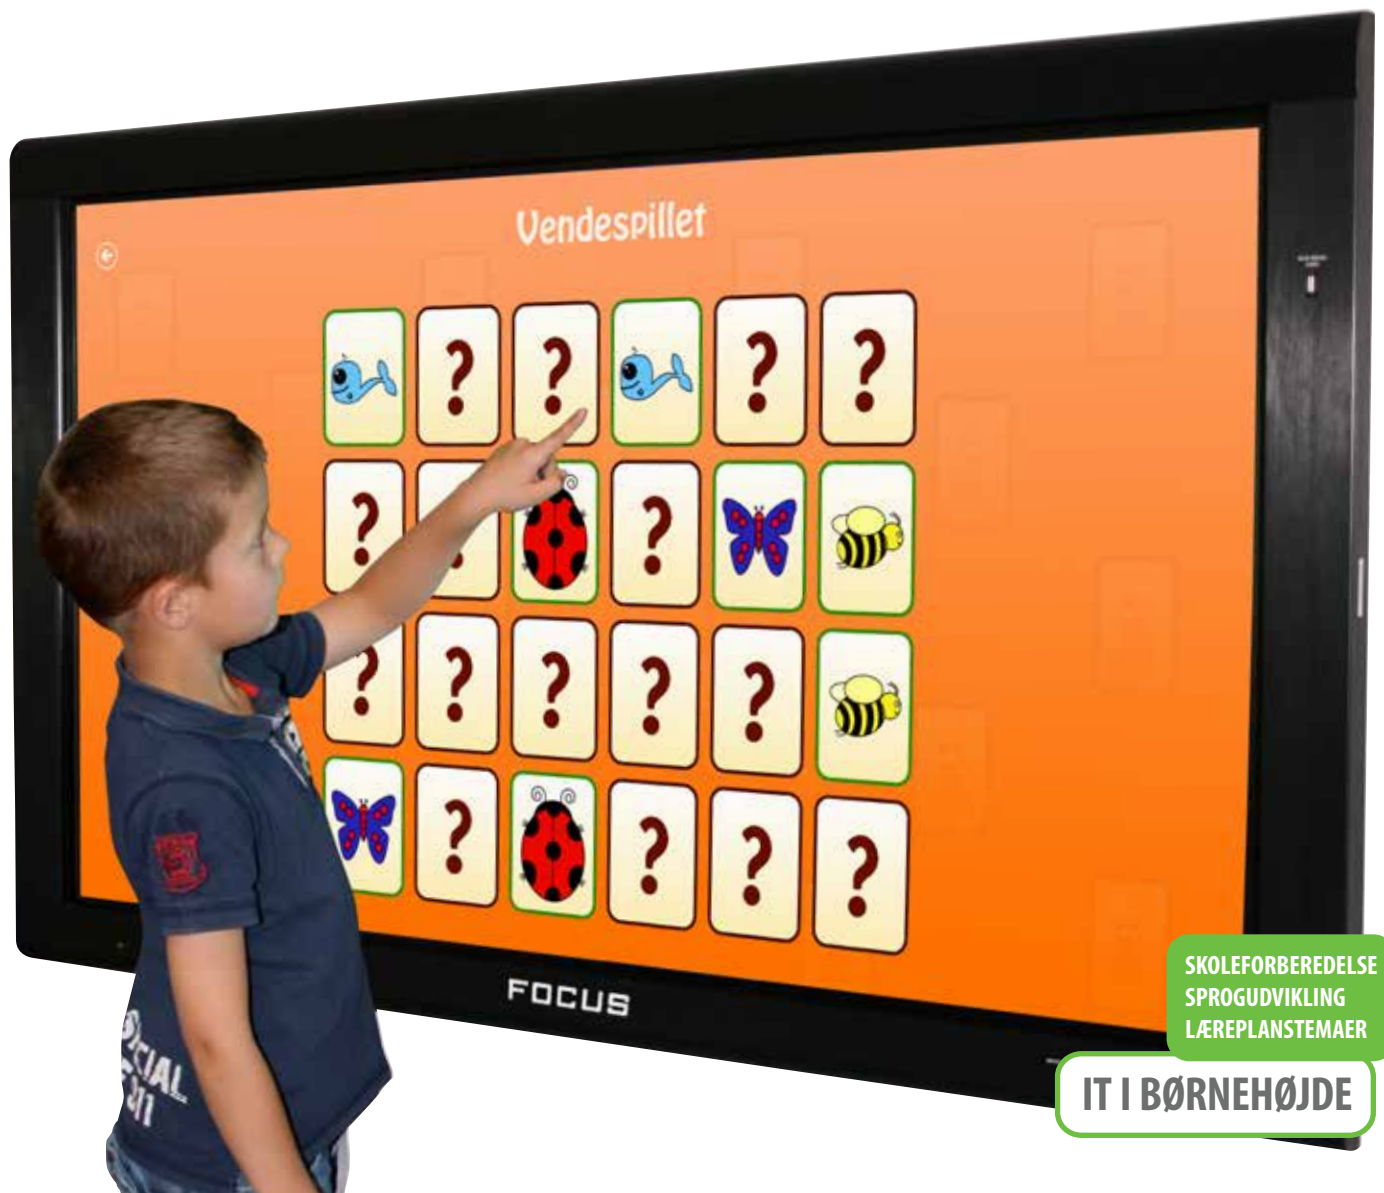 Vendespillet
? ? ? ?
? ? ?
? ? ? ? ?
? ? ? ?
FOCUS
SKOLEFORBEREDELSE
SPROGUDVIKLING
LÆREPLANSTEMAER
IT I BØRNEHØJDE